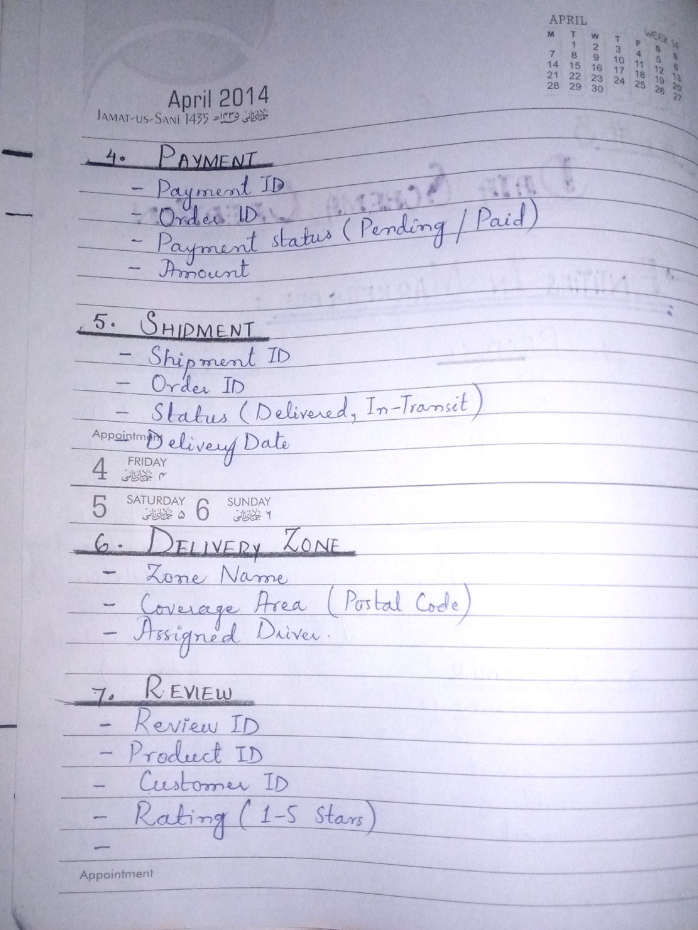 APRIL
WEEK 14
M T W T F S S
1 2 3 4 5 6
7 8 9 10 11 12 13
14 15 16 17 18 19 20
21 22 23 24 25 26 27
28 29 30
April 2014
JAMAT-US-SANI 1435
4. PAYMENT
- Payment ID
- Order ID
- Payment status (Pending / Paid)
- Amount
5. SHIPMENT
- Shipment ID
- Order ID
- Status (Delivered, In-Transit)
Appointment
Delivery Date
4 FRIDAY
5 SATURDAY 6 SUNDAY
6. DELIVERY ZONE
- Zone Name
- Coverage Area (Postal Code)
- Assigned Driver.
7. REVIEW
- Review ID
- Product ID
- Customer ID
- Rating (1-5 Stars)
-
Appointment